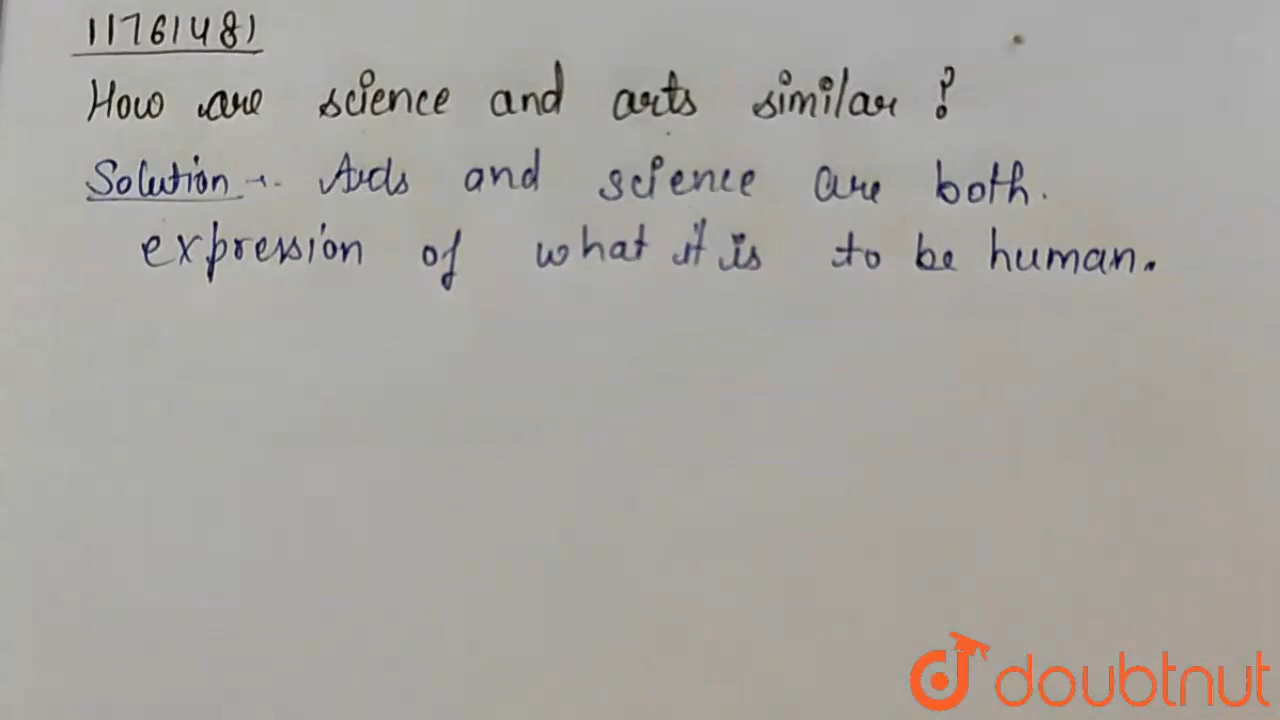 11761481
How are science and arts similar?
Solution → Arts and science are both
expression of what it is to be human.
doubtnut